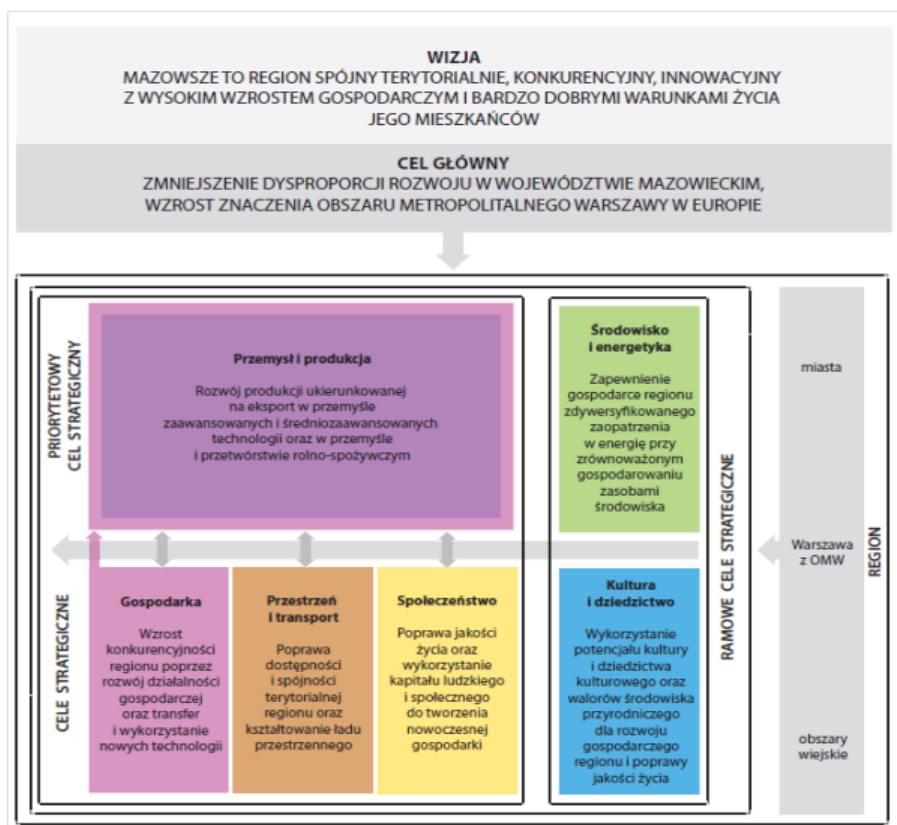 WIZJA
MAZOWSZE TO REGION SPÓJNY TERYTORIALNIE, KONKURENCYJNY, INNOWACYJNY
Z WYSOKIM WZROSTEM GOSPODARCZYM I BARDZO DOBRYMI WARUNKAMI ŻYCIA
JEGO MIESZKAŃCÓW
CEL GŁÓWNY
ZMNIEJSZENIE DYSPROPORCJI ROZWOJU W WOJEWÓDZTWIE MAZOWIECKIM,
WZROST ZNACZENIA OBSZARU METROPOLITALNEGO WARSZAWY W EUROPIE
PRIORYTETOWY
CEL STRATEGICZNY
Przemysł i produkcja
Rozwój produkcji ukierunkowanej
na eksport w przemyśle
zaawansowanych i średniozaawansowanych
technologii oraz w przemyśle
i przetwórstwie rolno-spożywczym
Środowisko
i energetyka
Zapewnienie
gospodarce regionu
zdywersyfikowanego
zaopatrzenia
w energię przy
zrównoważonym
gospodarowaniu
zasobami
środowiska
CELE STRATEGICZNE
Gospodarka
Wzrost
konkurencyjności
regionu poprzez
rozwój działalności
gospodarczej
oraz transfer
i wykorzystanie
nowych technologii
Przestrzeń
i transport
Poprawa
dostępności
i spójności
terytorialnej
regionu oraz
kształtowanie ładu
przestrzennego
Społeczeństwo
Poprawa jakości
życia oraz
wykorzystanie
kapitału ludzkiego
i społecznego
do tworzenia
nowoczesnej
gospodarki
Kultura
i dziedzictwo
Wykorzystanie
potencjału kultury
i dziedzictwa
kulturowego oraz
walorów środowiska
przyrodniczego
dla rozwoju
gospodarczego
regionu i poprawy
jakości życia
RAMOWE CELE STRATEGICZNE
miasta
Warszawa
z OMW
obszary
wiejskie
REGION